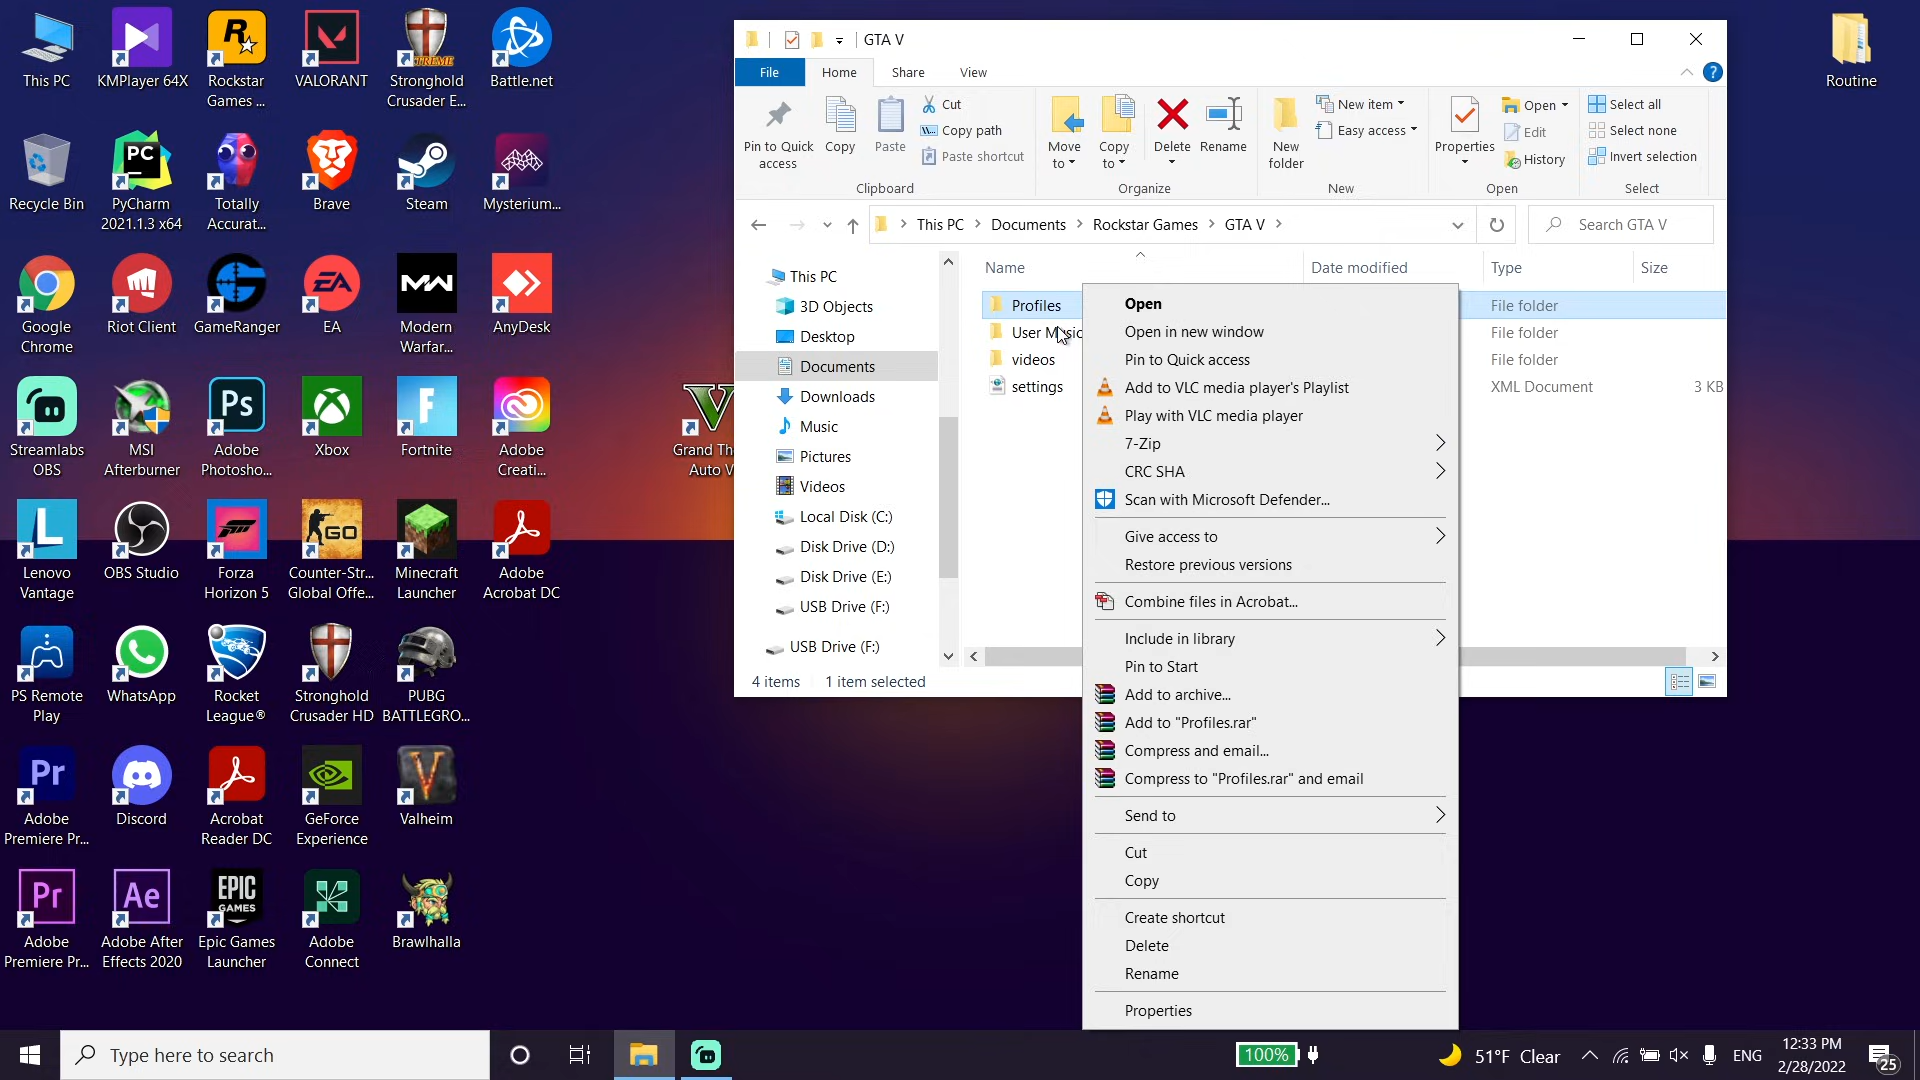 This PC
KMPlayer 64X
Rockstar
Games ...
VALORANT
Stronghold
Crusader E...
Battle.net
Recycle Bin
PyCharm
2021.1.3 x64
Totally
Accurat...
Brave
Steam
Mysterium...
Google
Chrome
Riot Client
GameRanger
EA
Modern
Warfar...
AnyDesk
Streamlabs
OBS
MSI
Afterburner
Adobe
Photosho...
Xbox
Fortnite
Adobe
Creati...
Lenovo
Vantage
OBS Studio
Forza
Horizon 5
Counter-Str...
Global Offe...
Minecraft
Launcher
Adobe
Acrobat DC
PS Remote
Play
WhatsApp
Rocket
League®
Stronghold
Crusader HD
PUBG
BATTLEGRO...
Adobe
Premiere Pr...
Discord
Acrobat
Reader DC
GeForce
Experience
Valheim
Adobe
Premiere Pr...
Adobe After
Effects 2020
Epic Games
Launcher
Adobe
Connect
Brawlhalla
Grand Th
Auto V
Routine
GTA V
File
Home
Share
View
Pin to Quick
access
Copy
Paste
Cut
Copy path
Paste shortcut
Clipboard
Move
to
Copy
to
Delete
Rename
Organize
New
folder
New item
Easy access
New
Properties
Open
Edit
History
Open
Select all
Select none
Invert selection
Select
This PC
Documents
Rockstar Games
GTA V
Search GTA V
This PC
3D Objects
Desktop
Documents
Downloads
Music
Pictures
Videos
Local Disk (C:)
Disk Drive (D:)
Disk Drive (E:)
USB Drive (F:)
USB Drive (F:)
Name
Date modified
Type
Size
Profiles
File folder
User Music
File folder
videos
File folder
settings
XML Document
3 KB
4 items
1 item selected
Open
Open in new window
Pin to Quick access
Add to VLC media player's Playlist
Play with VLC media player
7-Zip
CRC SHA
Scan with Microsoft Defender...
Give access to
Restore previous versions
Combine files in Acrobat...
Include in library
Pin to Start
Add to archive...
Add to "Profiles.rar"
Compress and email...
Compress to "Profiles.rar" and email
Send to
Cut
Copy
Create shortcut
Delete
Rename
Properties
Type here to search
100%
51°F Clear
ENG
12:33 PM
2/28/2022
25